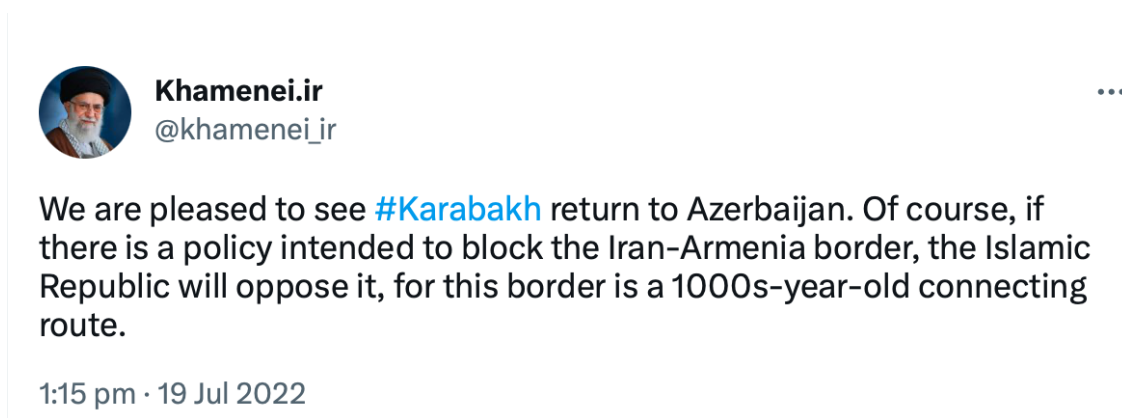 Khamenei.ir
@khamenei_ir
We are pleased to see #Karabakh return to Azerbaijan. Of course, if
there is a policy intended to block the Iran-Armenia border, the Islamic
Republic will oppose it, for this border is a 1000s-year-old connecting
route.
1:15 pm · 19 Jul 2022